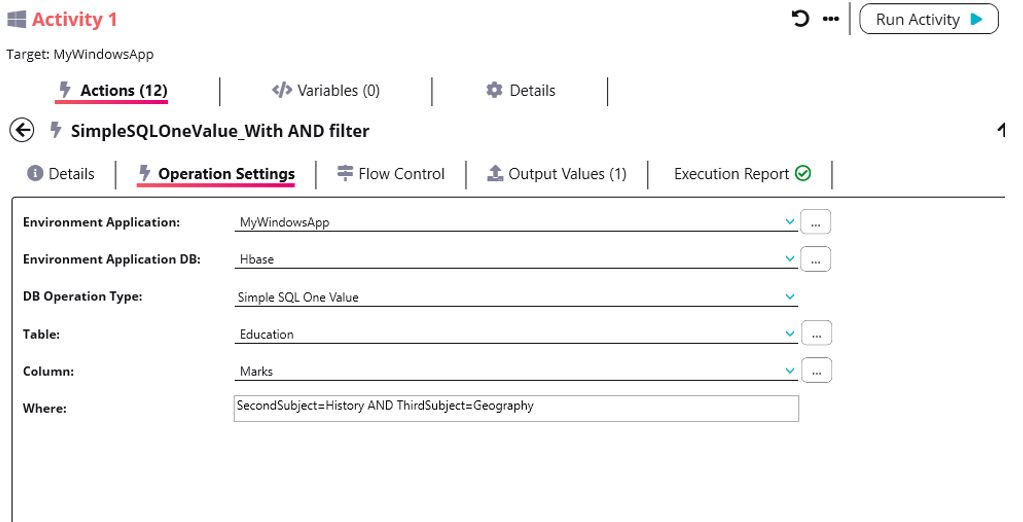 Activity 1
Run Activity
Target: MyWindowsApp
Actions (12)
Variables (0)
Details
SimpleSQLOneValue_With AND filter
Details
Operation Settings
Flow Control
Output Values (1)
Execution Report
Environment Application:
MyWindowsApp
...
Environment Application DB:
Hbase
...
DB Operation Type:
Simple SQL One Value
Table:
Education
...
Column:
Marks
...
Where:
SecondSubject=History AND ThirdSubject=Geography